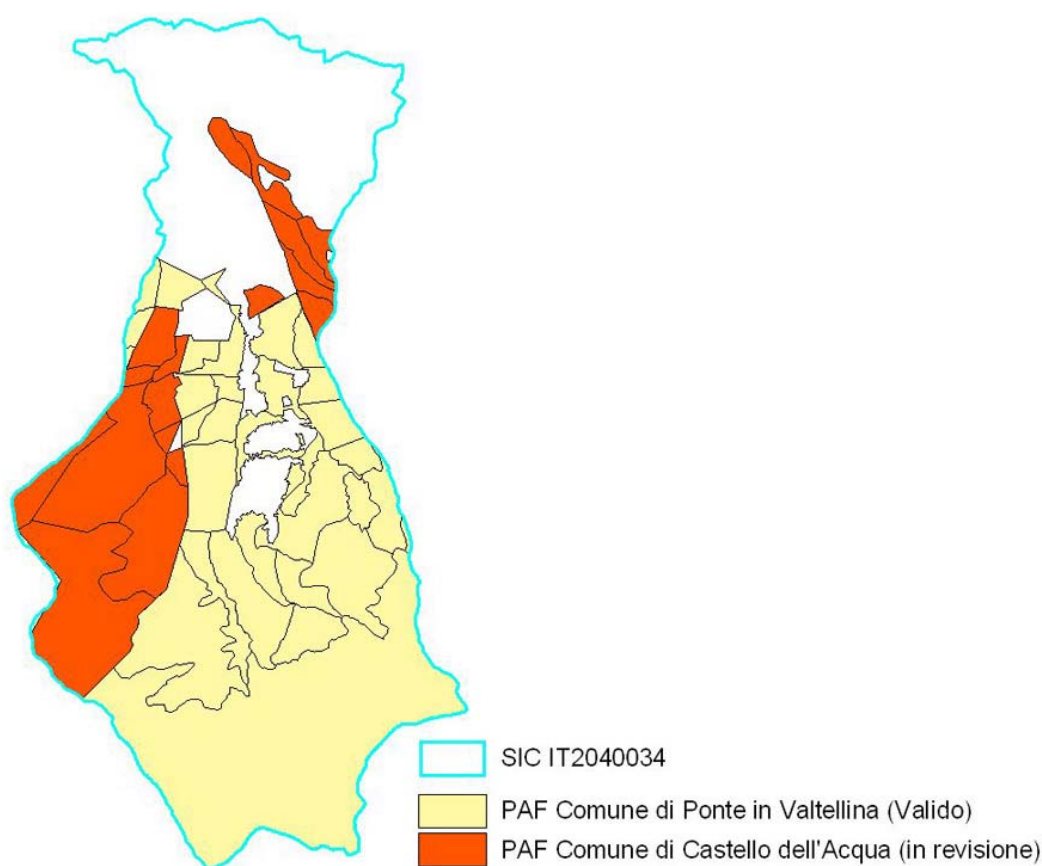 SIC IT2040034
PAF Comune di Ponte in Valtellina (Valido)
PAF Comune di Castello dell'Acqua (in revisione)